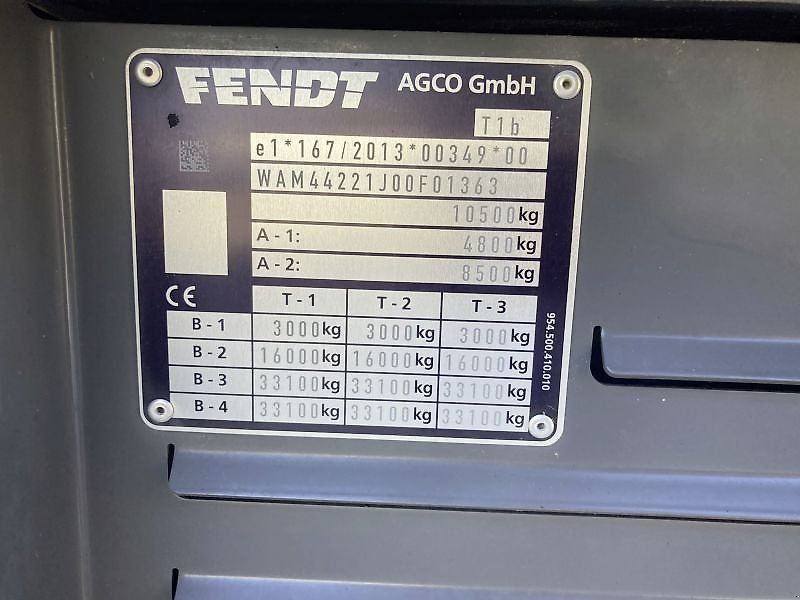 FENDT AGCO GmbH
T1b
e1*167/2013*00349*00
WAM44221J00F01363
10500kg
A - 1: 4800kg
A - 2: 8500kg
CE T - 1 T - 2 T - 3
B - 1 3000kg 3000kg 3000kg
B - 2 16000kg 16000kg 16000kg
B - 3 33100kg 33100kg 33100kg
B - 4 33100kg 33100kg 33100kg
954.500.410.010